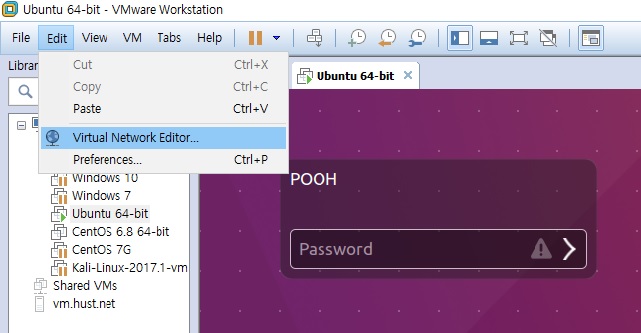 Ubuntu 64-bit - VMware Workstation
File Edit View VM Tabs Help
Librar
Cut Ctrl+X
Copy Ctrl+C
Paste Ctrl+V
Virtual Network Editor...
Preferences... Ctrl+P
Windows 10
Windows 7
Ubuntu 64-bit
CentOS 6.8 64-bit
CentOS 7G
Kali-Linux-2017.1-vm
Shared VMs
vm.hust.net
Ubuntu 64-bit
POOH
Password